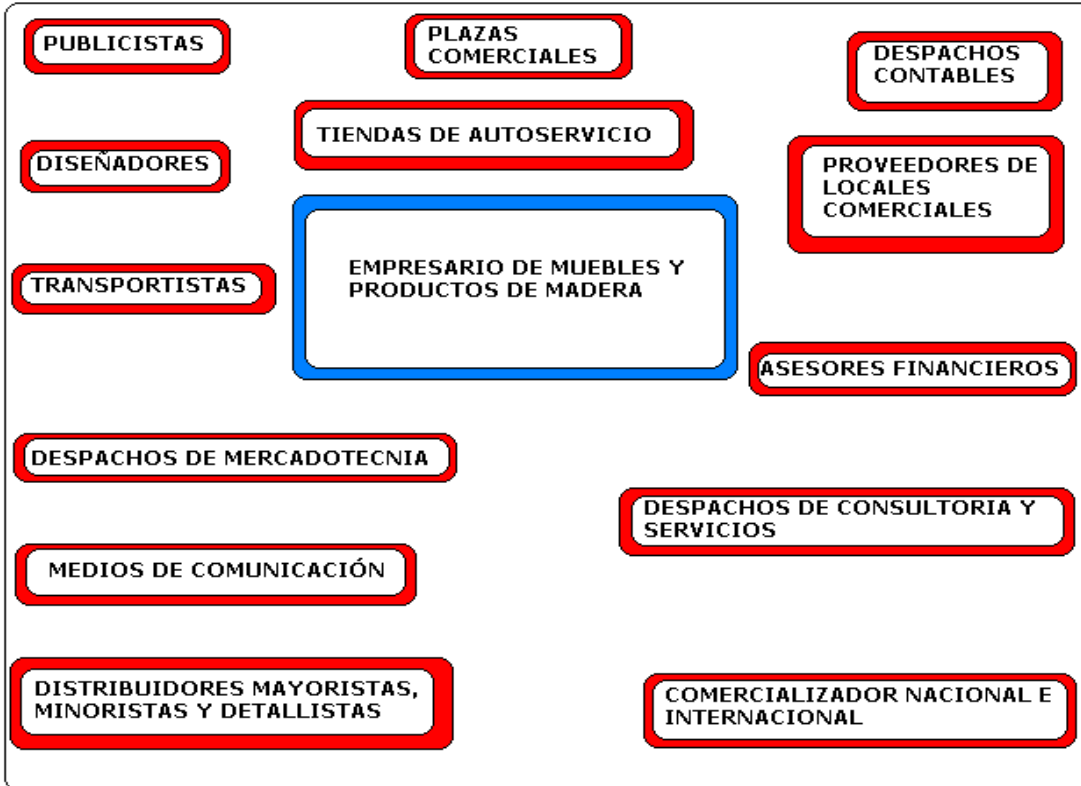 PUBLICISTAS
PLAZAS
COMERCIALES
DESPACHOS
CONTABLES
TIENDAS DE AUTOSERVICIO
DISEÑADORES
PROVEEDORES DE
LOCALES
COMERCIALES
EMPRESARIO DE MUEBLES Y
PRODUCTOS DE MADERA
TRANSPORTISTAS
ASESORES FINANCIEROS
DESPACHOS DE MERCADOTECNIA
DESPACHOS DE CONSULTORIA Y
SERVICIOS
MEDIOS DE COMUNICACIÓN
DISTRIBUIDORES MAYORISTAS,
MINORISTAS Y DETALLISTAS
COMERCIALIZADOR NACIONAL E
INTERNACIONAL